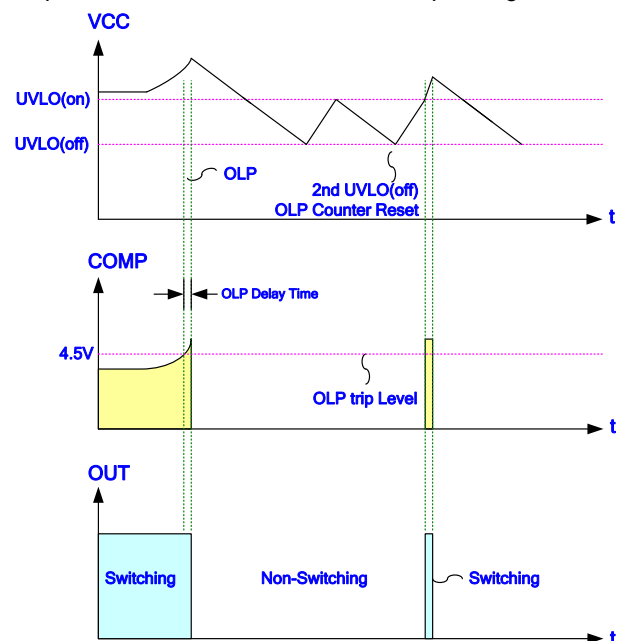 VCC
UVLO(on)
UVLO(off)
OLP
2nd UVLO(off)
OLP Counter Reset
t
COMP
OLP Delay Time
4.5V
OLP trip Level
t
OUT
Switching
Non-Switching
Switching
t